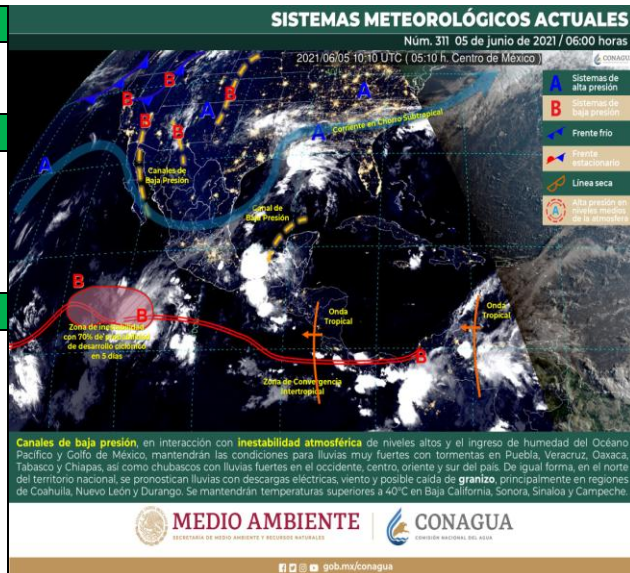 SISTEMAS METEOROLÓGICOS ACTUALES
Núm. 311 05 de junio de 2021 / 06:00 horas
2021/06/05 10:10 UTC ( 05:10 h. Centro de México )
CONAGUA
A Sistemas de alta presión
B Sistemas de baja presión
Frente frío
Frente estacionario
Línea seca
A Alta presión en niveles medios de la atmosfera
B
B
B
B
B
B
A
A
A
A
Corriente en Chorro Subtropical
Canales de
Baja Presión
Canal de
Baja Presión
B
B
Zona de inestabilidad
con 70% de
de desarrollo ciclónico
en 5 días
Onda
Tropical
Onda
Tropical
B
Zona de Convergencia
Intertropical
Canales de baja presión, en interacción con inestabilidad atmosférica de niveles altos y el ingreso de humedad del Océano
Pacífico y Golfo de México, mantendrán las condiciones para lluvias muy fuertes con tormentas en Puebla, Veracruz, Oaxaca,
Tabasco y Chiapas, así como chubascos con lluvias fuertes en el occidente, centro, oriente y sur del país. De igual forma, en el norte
del territorio nacional, se pronostican lluvias con descargas eléctricas, viento y posible caída de granizo, principalmente en regiones
de Coahuila, Nuevo León y Durango. Se mantendrán temperaturas superiores a 40°C en Baja California, Sonora, Sinaloa y Campeche.
MEDIO AMBIENTE
SECRETARÍA DE MEDIO AMBIENTE Y RECURSOS NATURALES
CONAGUA
COMISIÓN NACIONAL DEL AGUA
gob.mx/conagua